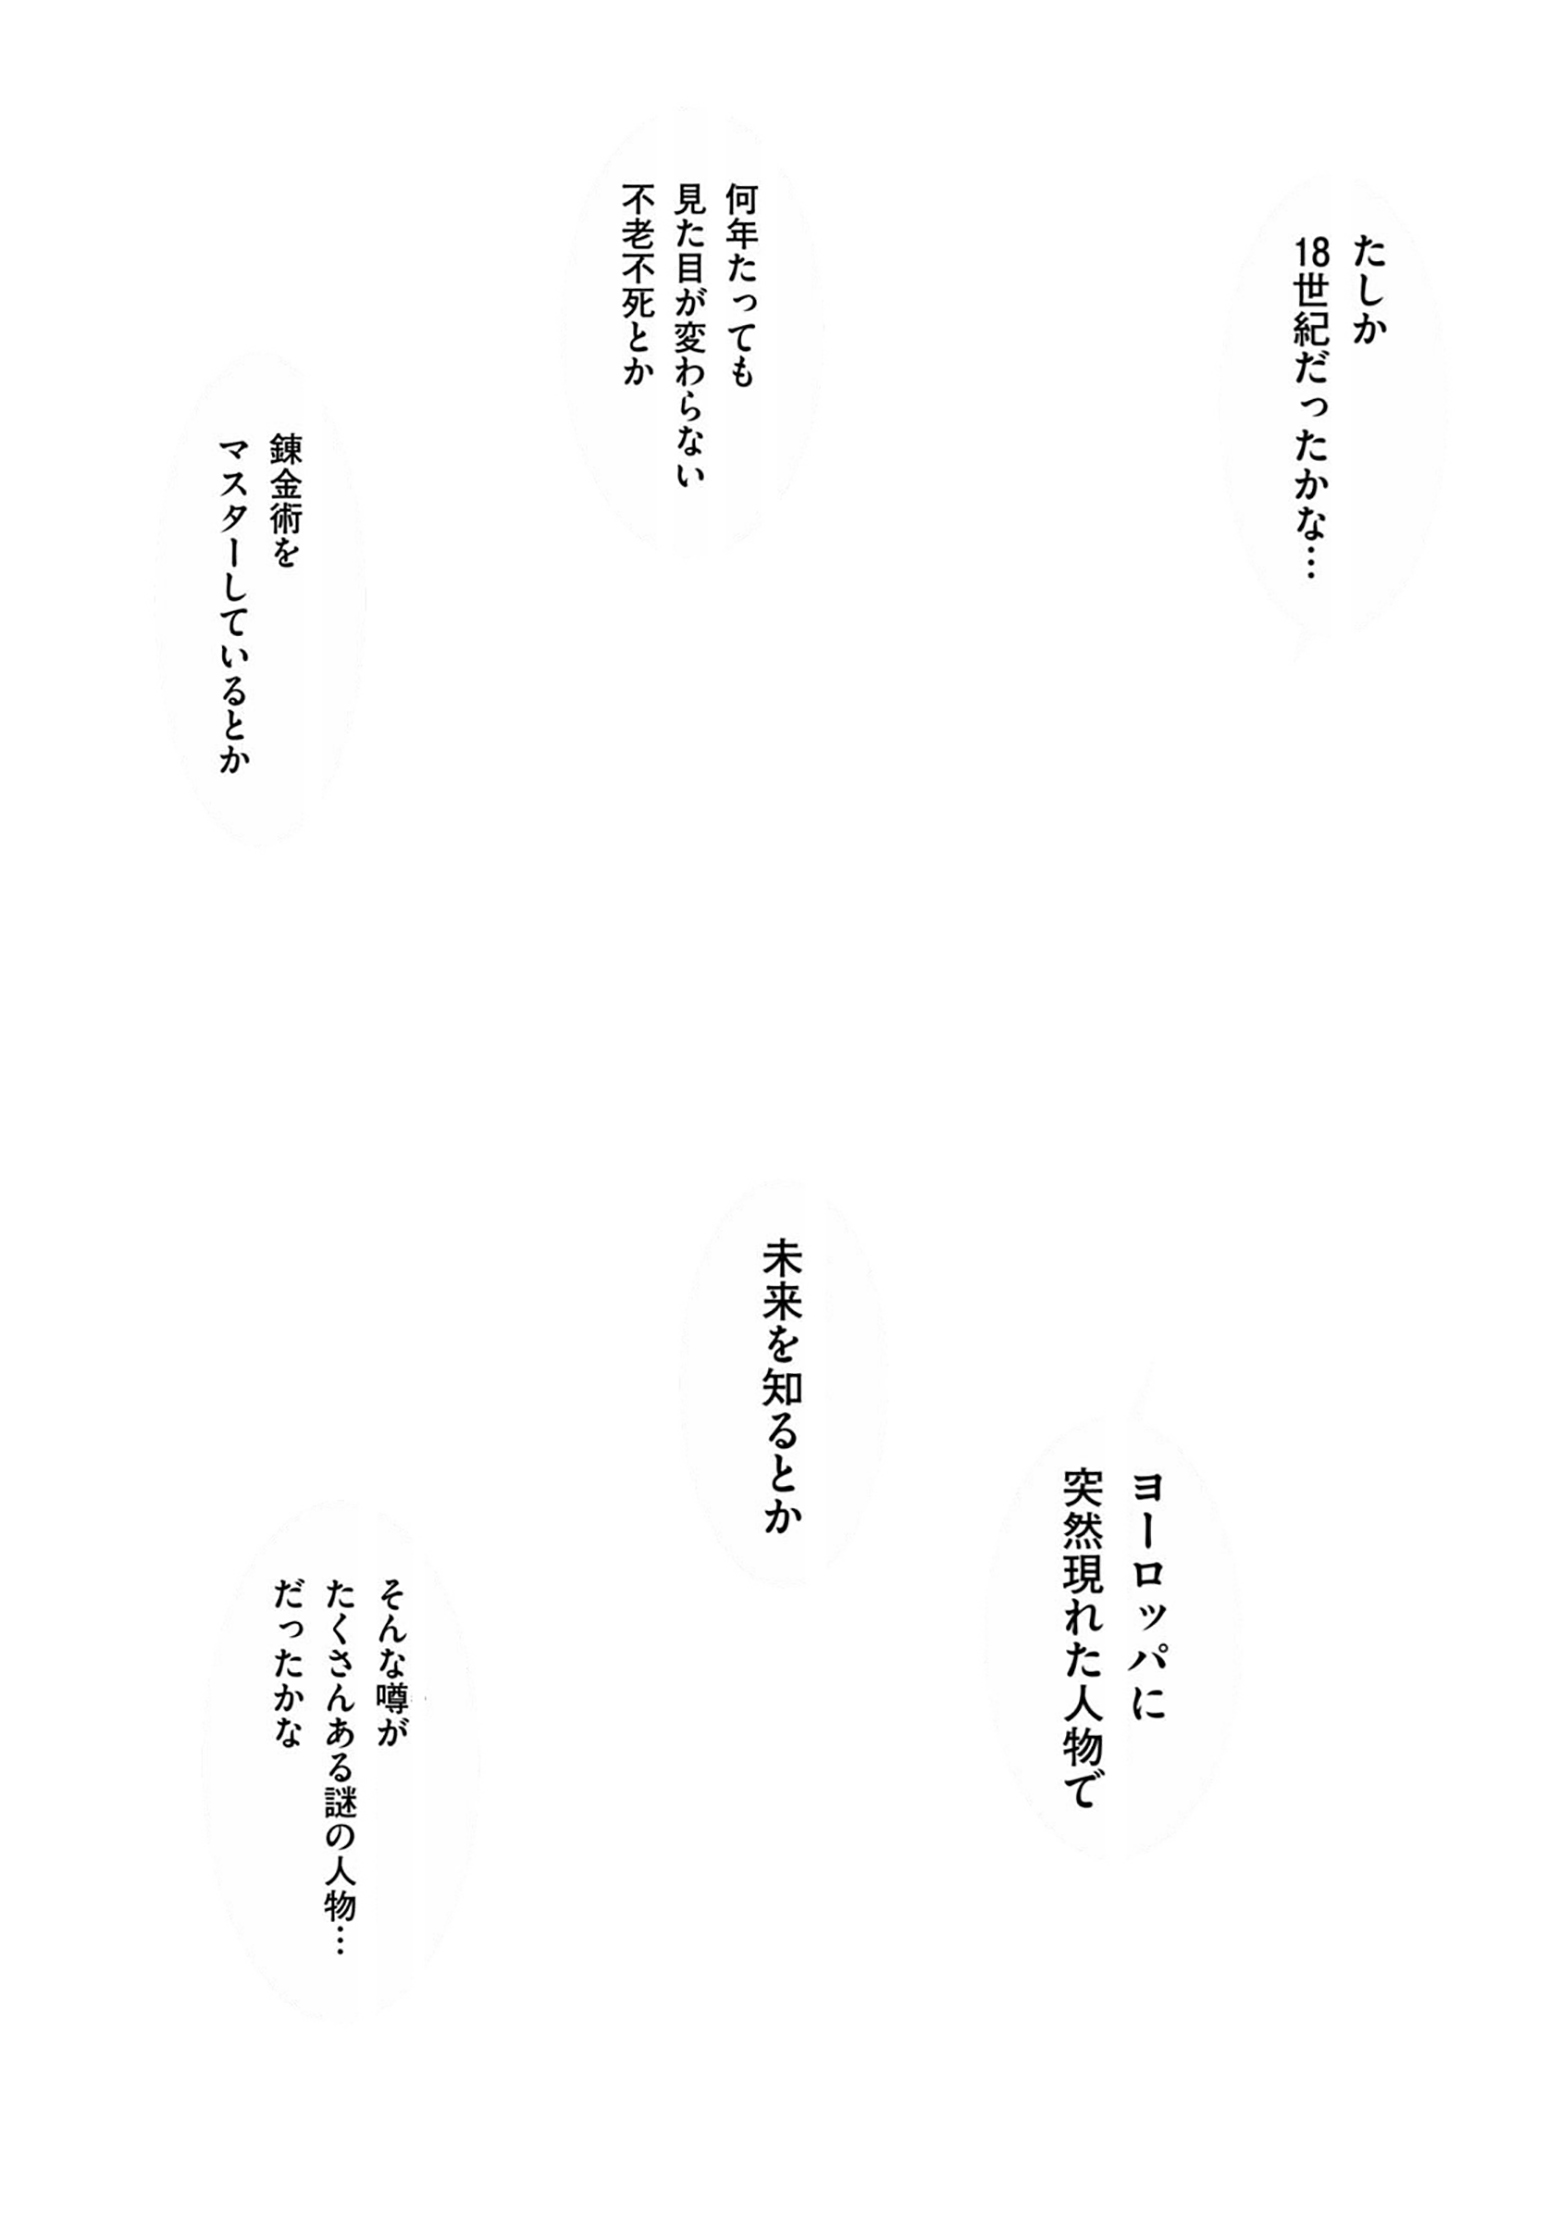 たしか
18世紀だったかな…
ヨーロッパに
突然現れた人物で
何年たっても
見た目が変わらない
不老不死とか
未来を知るとか
錬金術を
マスターしているとか
そんな噂が
たくさんある謎の人物…
だったかな